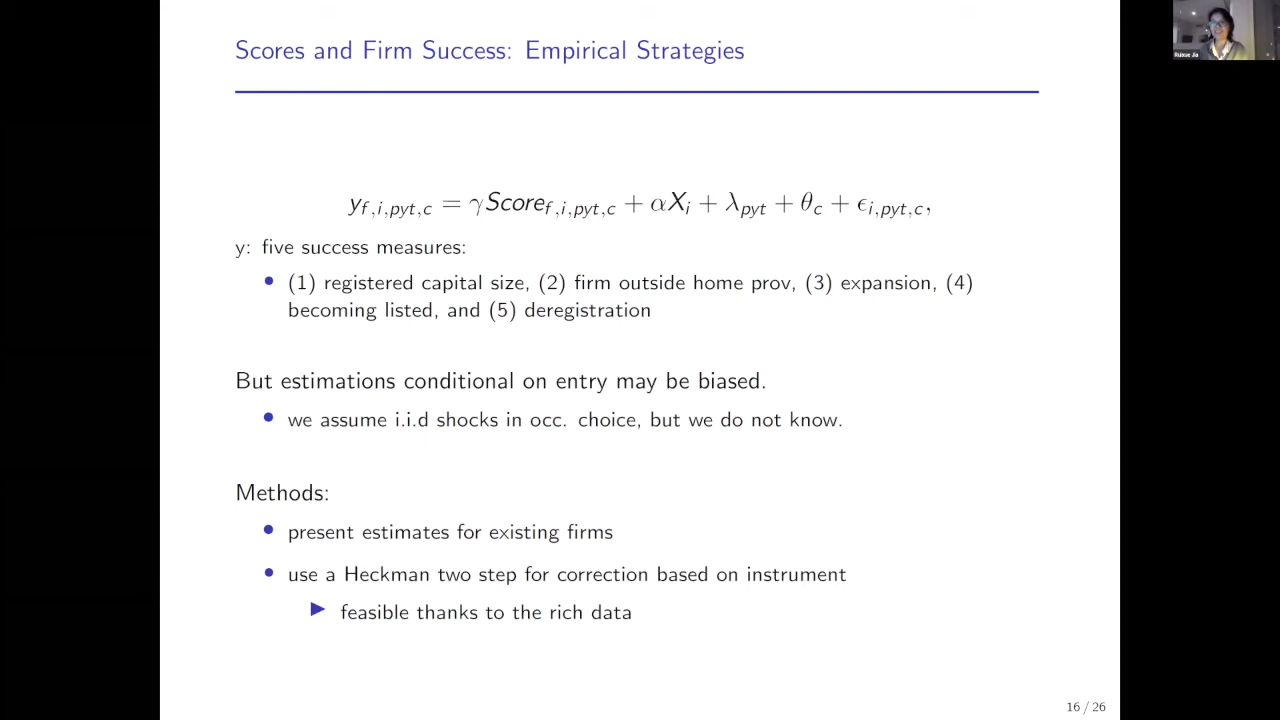 Scores and Firm Success: Empirical Strategies
Ruixue Jia
y_{f,i,pyt,c} = γScore_{f,i,pyt,c} + αX_i + λ_{pyt} + θ_c + ϵ_{i,pyt,c},
y: five success measures:
• (1) registered capital size, (2) firm outside home prov, (3) expansion, (4)
becoming listed, and (5) deregistration
But estimations conditional on entry may be biased.
• we assume i.i.d shocks in occ. choice, but we do not know.
Methods:
• present estimates for existing firms
• use a Heckman two step for correction based on instrument
▶ feasible thanks to the rich data
16 / 26